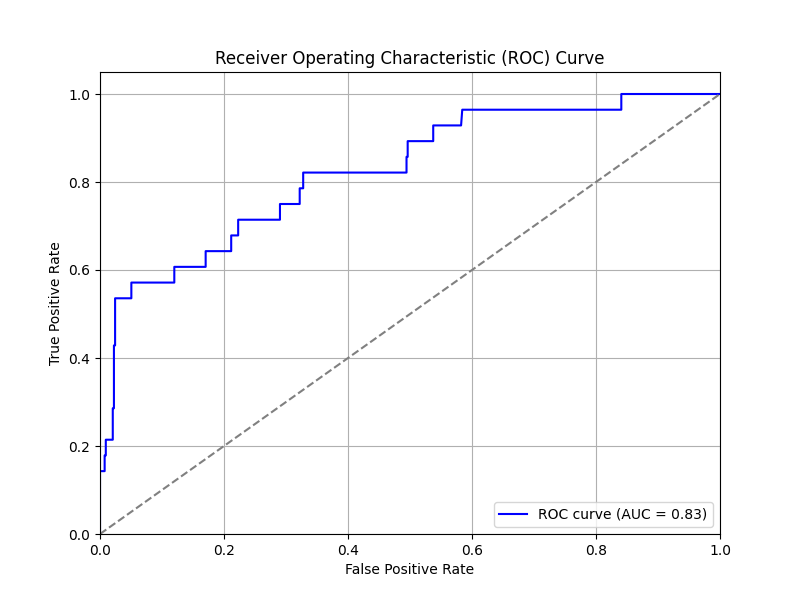 Receiver Operating Characteristic (ROC) Curve
1.0
0.8
0.6
0.4
0.2
0.0
True Positive Rate
0.0 0.2 0.4 0.6 0.8 1.0
False Positive Rate
ROC curve (AUC = 0.83)